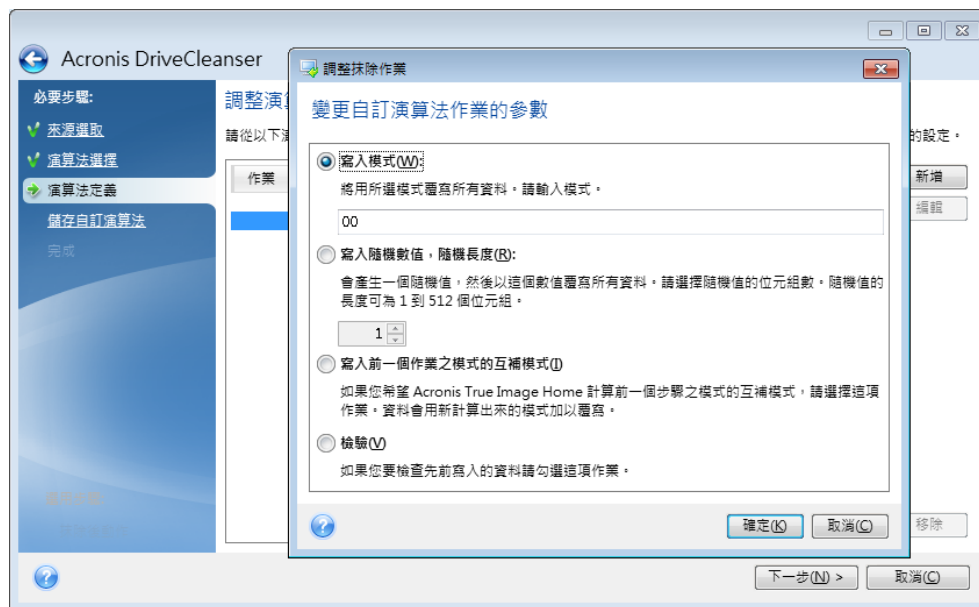 Acronis DriveCleanser
必要步驟:
來源選取
演算法選擇
演算法定義
儲存自訂演算法
完成
調整演
請從以下
的設定。
作業
新增
編輯
移除
調整抹除作業
變更自訂演算法作業的參數
寫入模式(W):
將用所選模式覆寫所有資料。請輸入模式。
00
寫入隨機數值，隨機長度(R):
會產生一個隨機值，然後以這個數值覆寫所有資料。請選擇隨機值的位元組數。隨機值的
長度可為 1 到 512 個位元組。
1
寫入前一個作業之模式的互補模式(I)
如果您希望 Acronis True Image Home 計算前一個步驟之模式的互補模式，請選擇這項
作業。資料會用新計算出來的模式加以覆寫。
檢驗(V)
如果您要檢查先前寫入的資料請勾選這項作業。
確定(K)
取消(C)
下一步(N) >
取消(C)